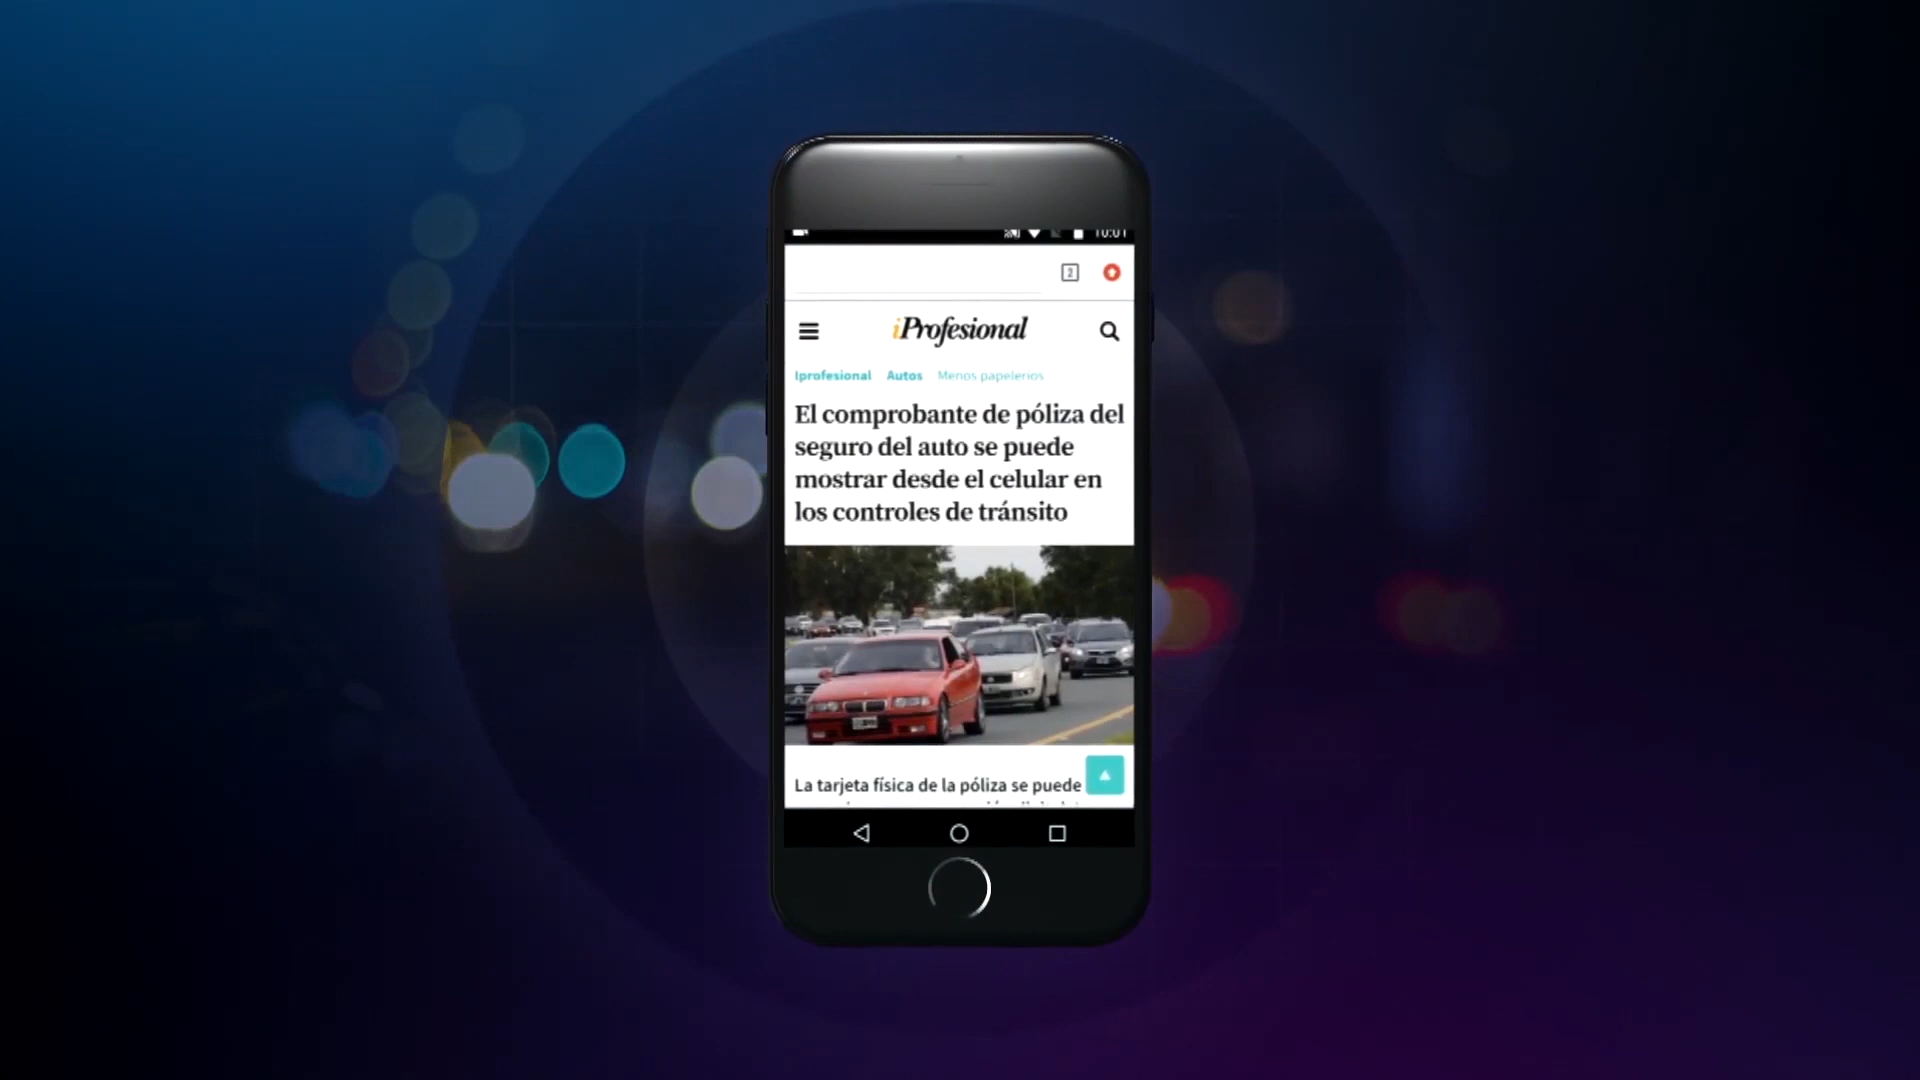 10:01
2
iProfesional
Iprofesional Autos Menos papelerios
El comprobante de póliza del
seguro del auto se puede
mostrar desde el celular en
los controles de tránsito
La tarjeta física de la póliza se puede